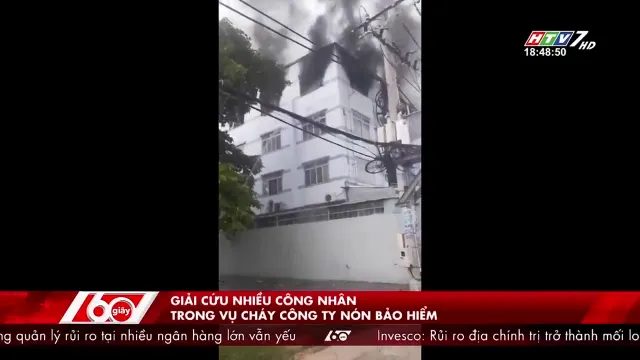 HTV7 HD
18:48:50
60 giây
GIẢI CỨU NHIỀU CÔNG NHÂN
TRONG VỤ CHÁY CÔNG TY NÓN BẢO HIỂM
ng quản lý rủi ro tại nhiều ngân hàng lớn vẫn yếu Invesco: Rủi ro địa chính trị trở thành mối lo